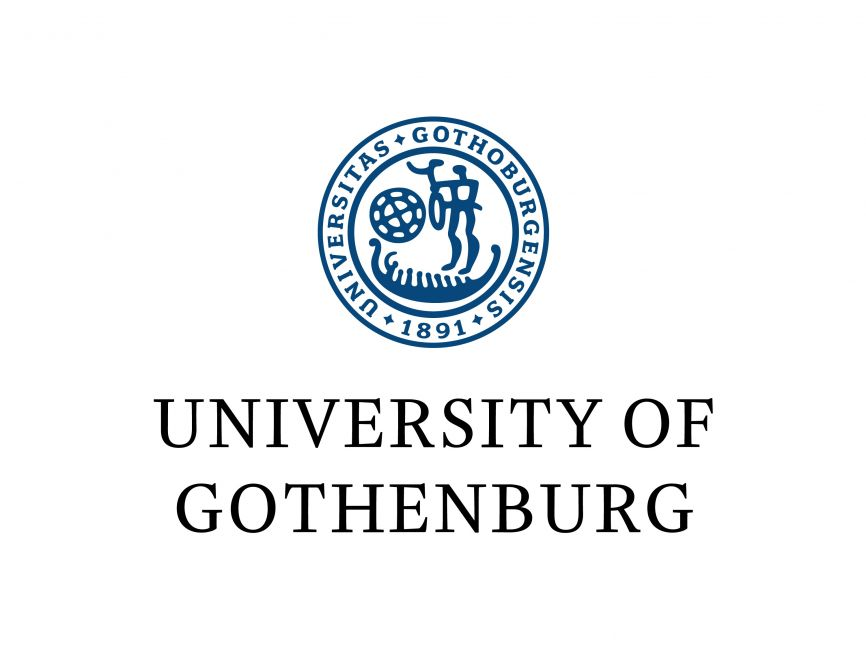 UNIVERSITAS ✦ GOTHOBURGENSIS ✦ 1891 ✦
UNIVERSITY OF
GOTHENBURG